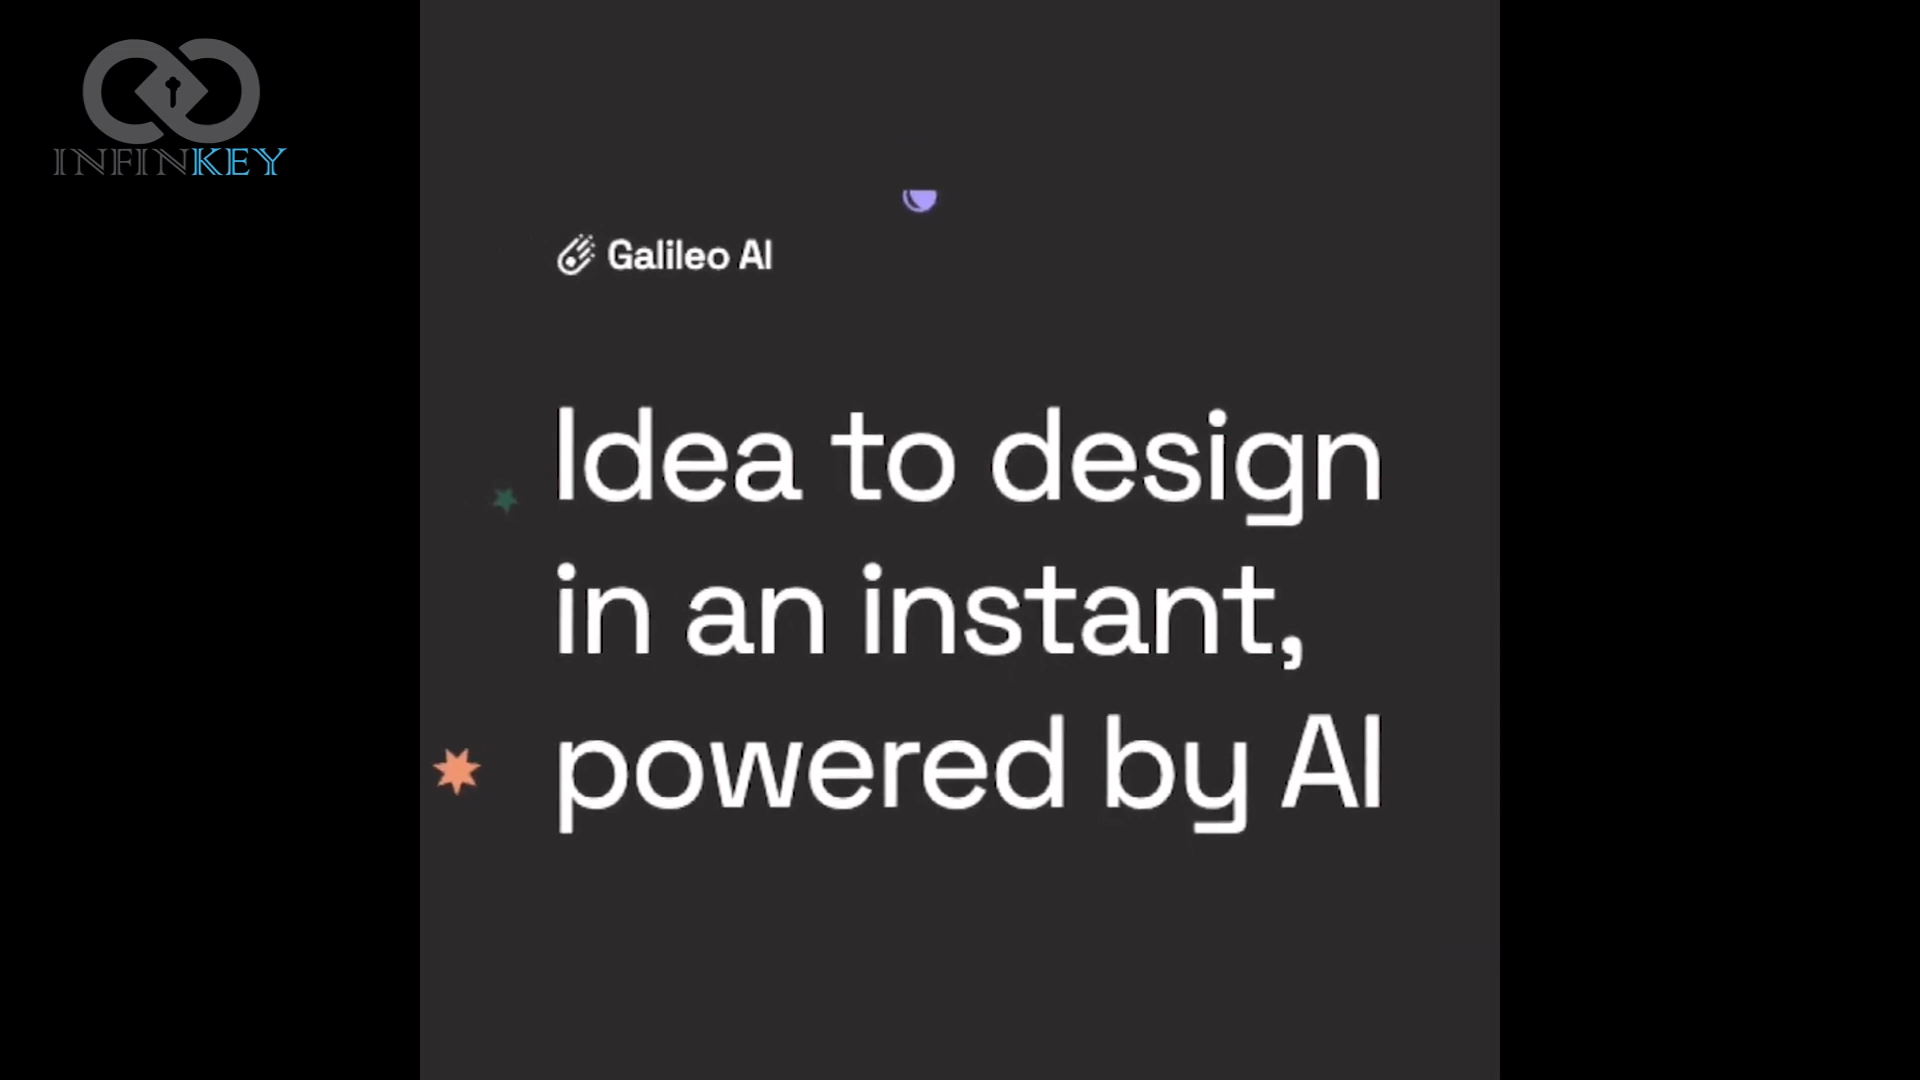 INFINKEY
Galileo AI
Idea to design
in an instant,
powered by AI